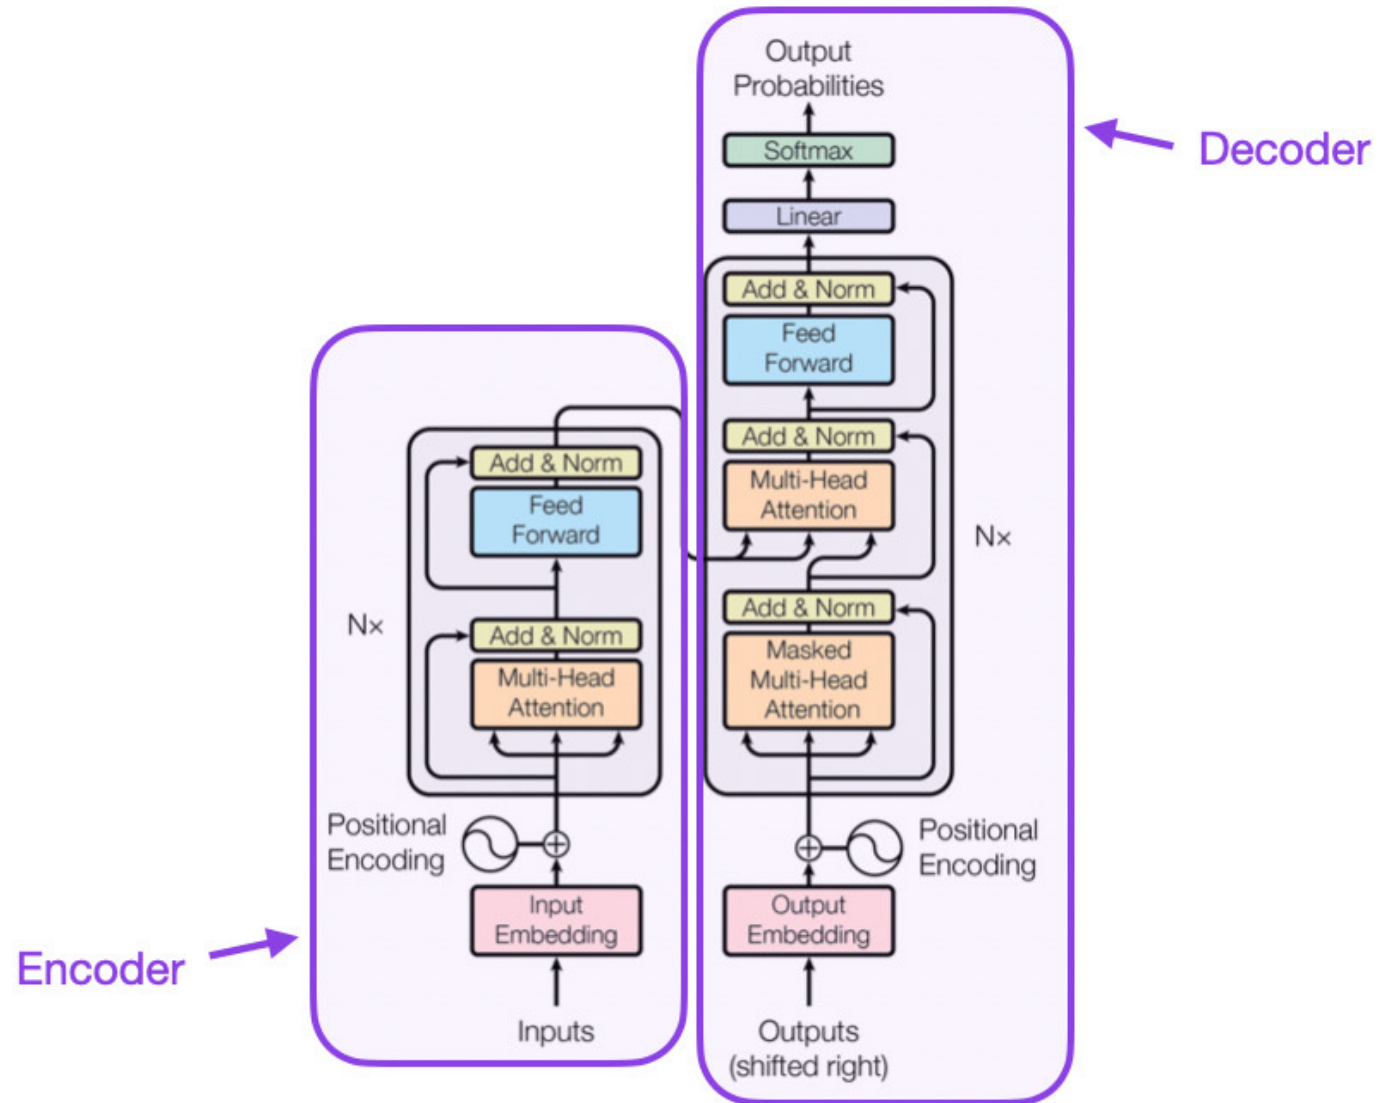 Encoder
Add & Norm
Feed
Forward
Nx
Add & Norm
Multi-Head
Attention
Positional
Encoding
Input
Embedding
Inputs
Decoder
Output
Probabilities
Softmax
Linear
Add & Norm
Feed
Forward
Add & Norm
Multi-Head
Attention
Nx
Add & Norm
Masked
Multi-Head
Attention
Positional
Encoding
Output
Embedding
Outputs
(shifted right)